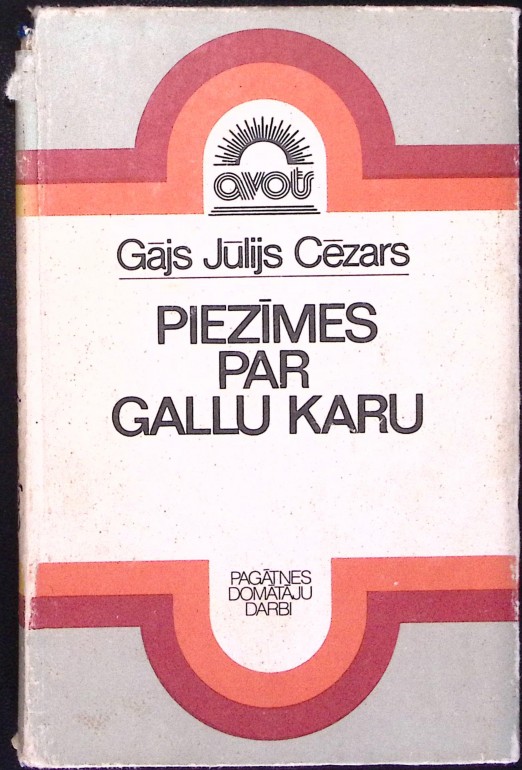 avots
Gājs Jūlijs Cēzars
PIEZĪMES
PAR
GALLU KARU
PAGĀTNES
DOMĀTĀJU
DARBI